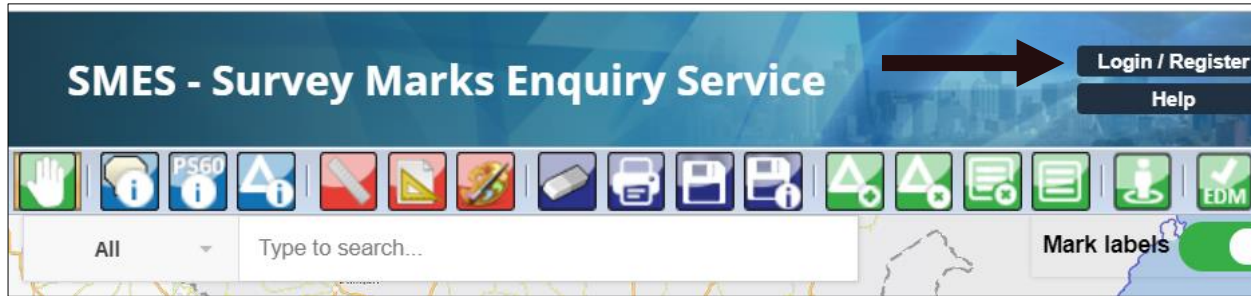 SMES - Survey Marks Enquiry Service
Login / Register
Help
PS60
EDM
All
Type to search...
Mark labels